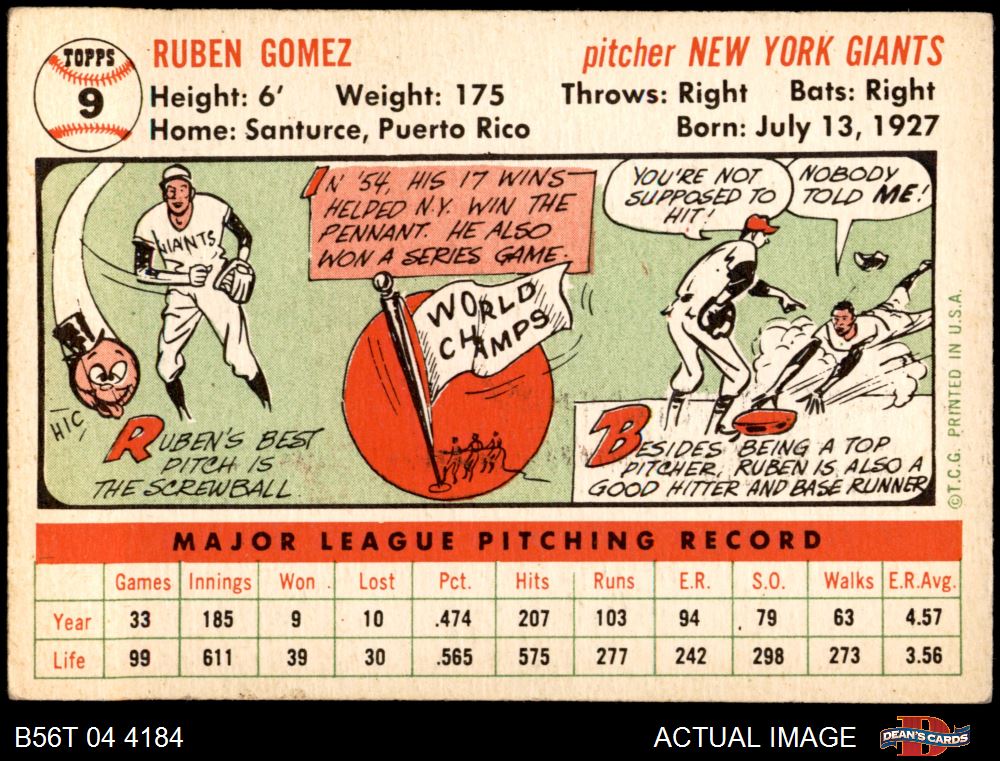 TOPPS
9
RUBEN GOMEZ
pitcher NEW YORK GIANTS
Height: 6' Weight: 175 Throws: Right Bats: Right
Home: Santurce, Puerto Rico Born: July 13, 1927
GIANTS
HIC
RUBEN'S BEST
PITCH IS
THE SCREWBALL.
IN '54, HIS 17 WINS
HELPED N.Y. WIN THE
PENNANT. HE ALSO
WON A SERIES GAME.
WORLD
CHAMPS
YOU'RE NOT
SUPPOSED TO
HIT!
NOBODY
TOLD ME!
BESIDES BEING A TOP
PITCHER, RUBEN IS ALSO A
GOOD HITTER AND BASE RUNNER
©T.C.G. PRINTED IN U.S.A.
MAJOR LEAGUE PITCHING RECORD
Games Innings Won Lost Pct. Hits Runs E.R. S.O. Walks E.R.Avg.
Year 33 185 9 10 .474 207 103 94 79 63 4.57
Life 99 611 39 30 .565 575 277 242 298 273 3.56
B56T 04 4184
ACTUAL IMAGE
D
DEAN'S CARDS